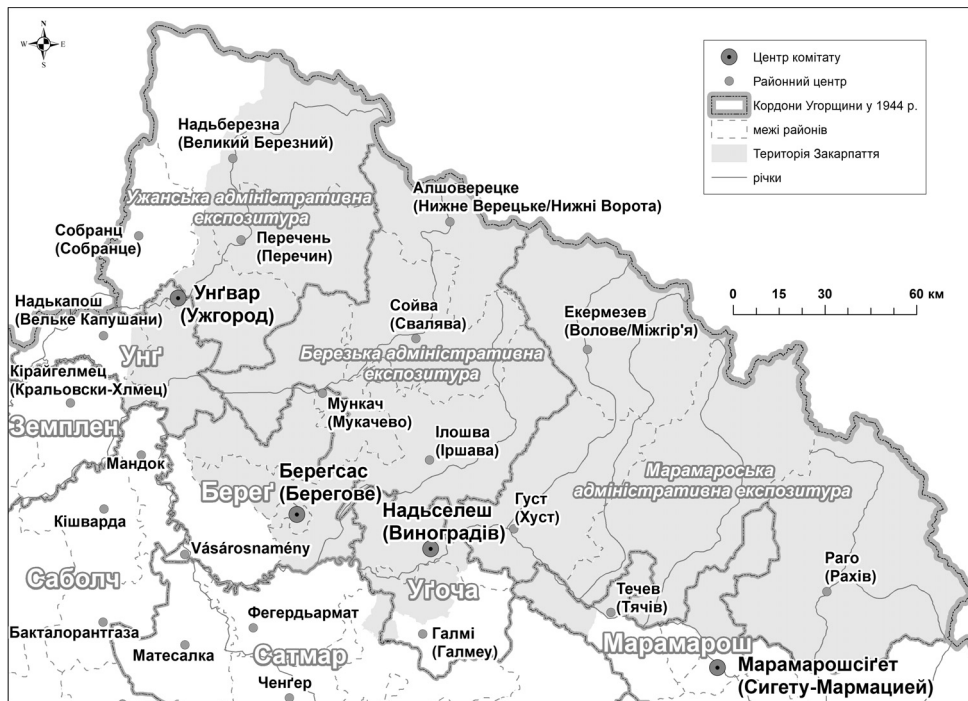 N
W E
S
Центр комітату
Районний центр
Кордони Угорщини у 1944 р.
межі районів
Територія Закарпаття
річки
0 15 30 60 км
Надьберезна
(Великий Березний)
Ужанська адміністративна
експозитура
Алшоверецке
(Нижне Верецьке/Нижні Ворота)
Собранц
(Собранце)
Перечень
(Перечин)
Унґвар
(Ужгород)
Надькапош
(Вельке Капушани)
Унґ
Сойва
(Свалява)
Екермезев
(Волове/Міжгір'я)
Березька адміністративна
експозитура
Кірайгелмец
(Кральовски-Хлмец)
Земплен
Мункач
(Мукачево)
Мандок
Ілошва
(Іршава)
Береґ
Береґсас
(Берегове)
Марамароська
адміністративна експозитура
Надьселеш
(Виноградів)
Густ
(Хуст)
Кішварда
Vásárosnamény
Саболч
Уґоча
Раго
(Рахів)
Течев
(Тячів)
Фегердьармат
Бакталорантгаза
Матесалка
Сатмар
Галмі
(Галмеу)
Марамарош
Марамарошсіґет
(Сигету-Мармацией)
Ченґер